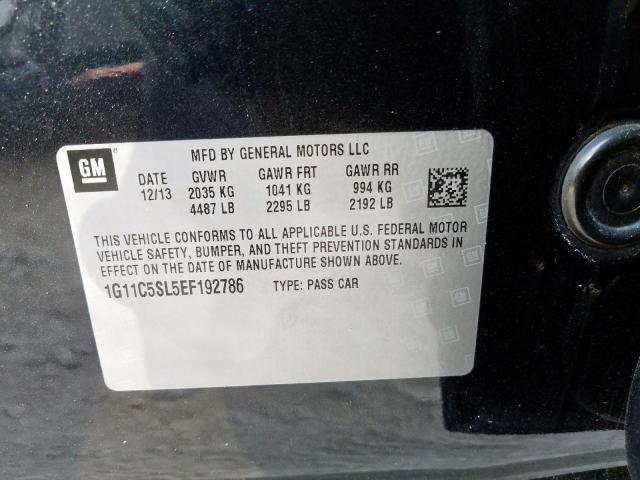 GM
MFD BY GENERAL MOTORS LLC
DATE GVWR GAWR FRT GAWR RR
12/13 2035 KG 1041 KG 994 KG
4487 LB 2295 LB 2192 LB
THIS VEHICLE CONFORMS TO ALL APPLICABLE U.S. FEDERAL MOTOR
VEHICLE SAFETY, BUMPER, AND THEFT PREVENTION STANDARDS IN
EFFECT ON THE DATE OF MANUFACTURE SHOWN ABOVE.
1G11C5SL5EF192786 TYPE: PASS CAR